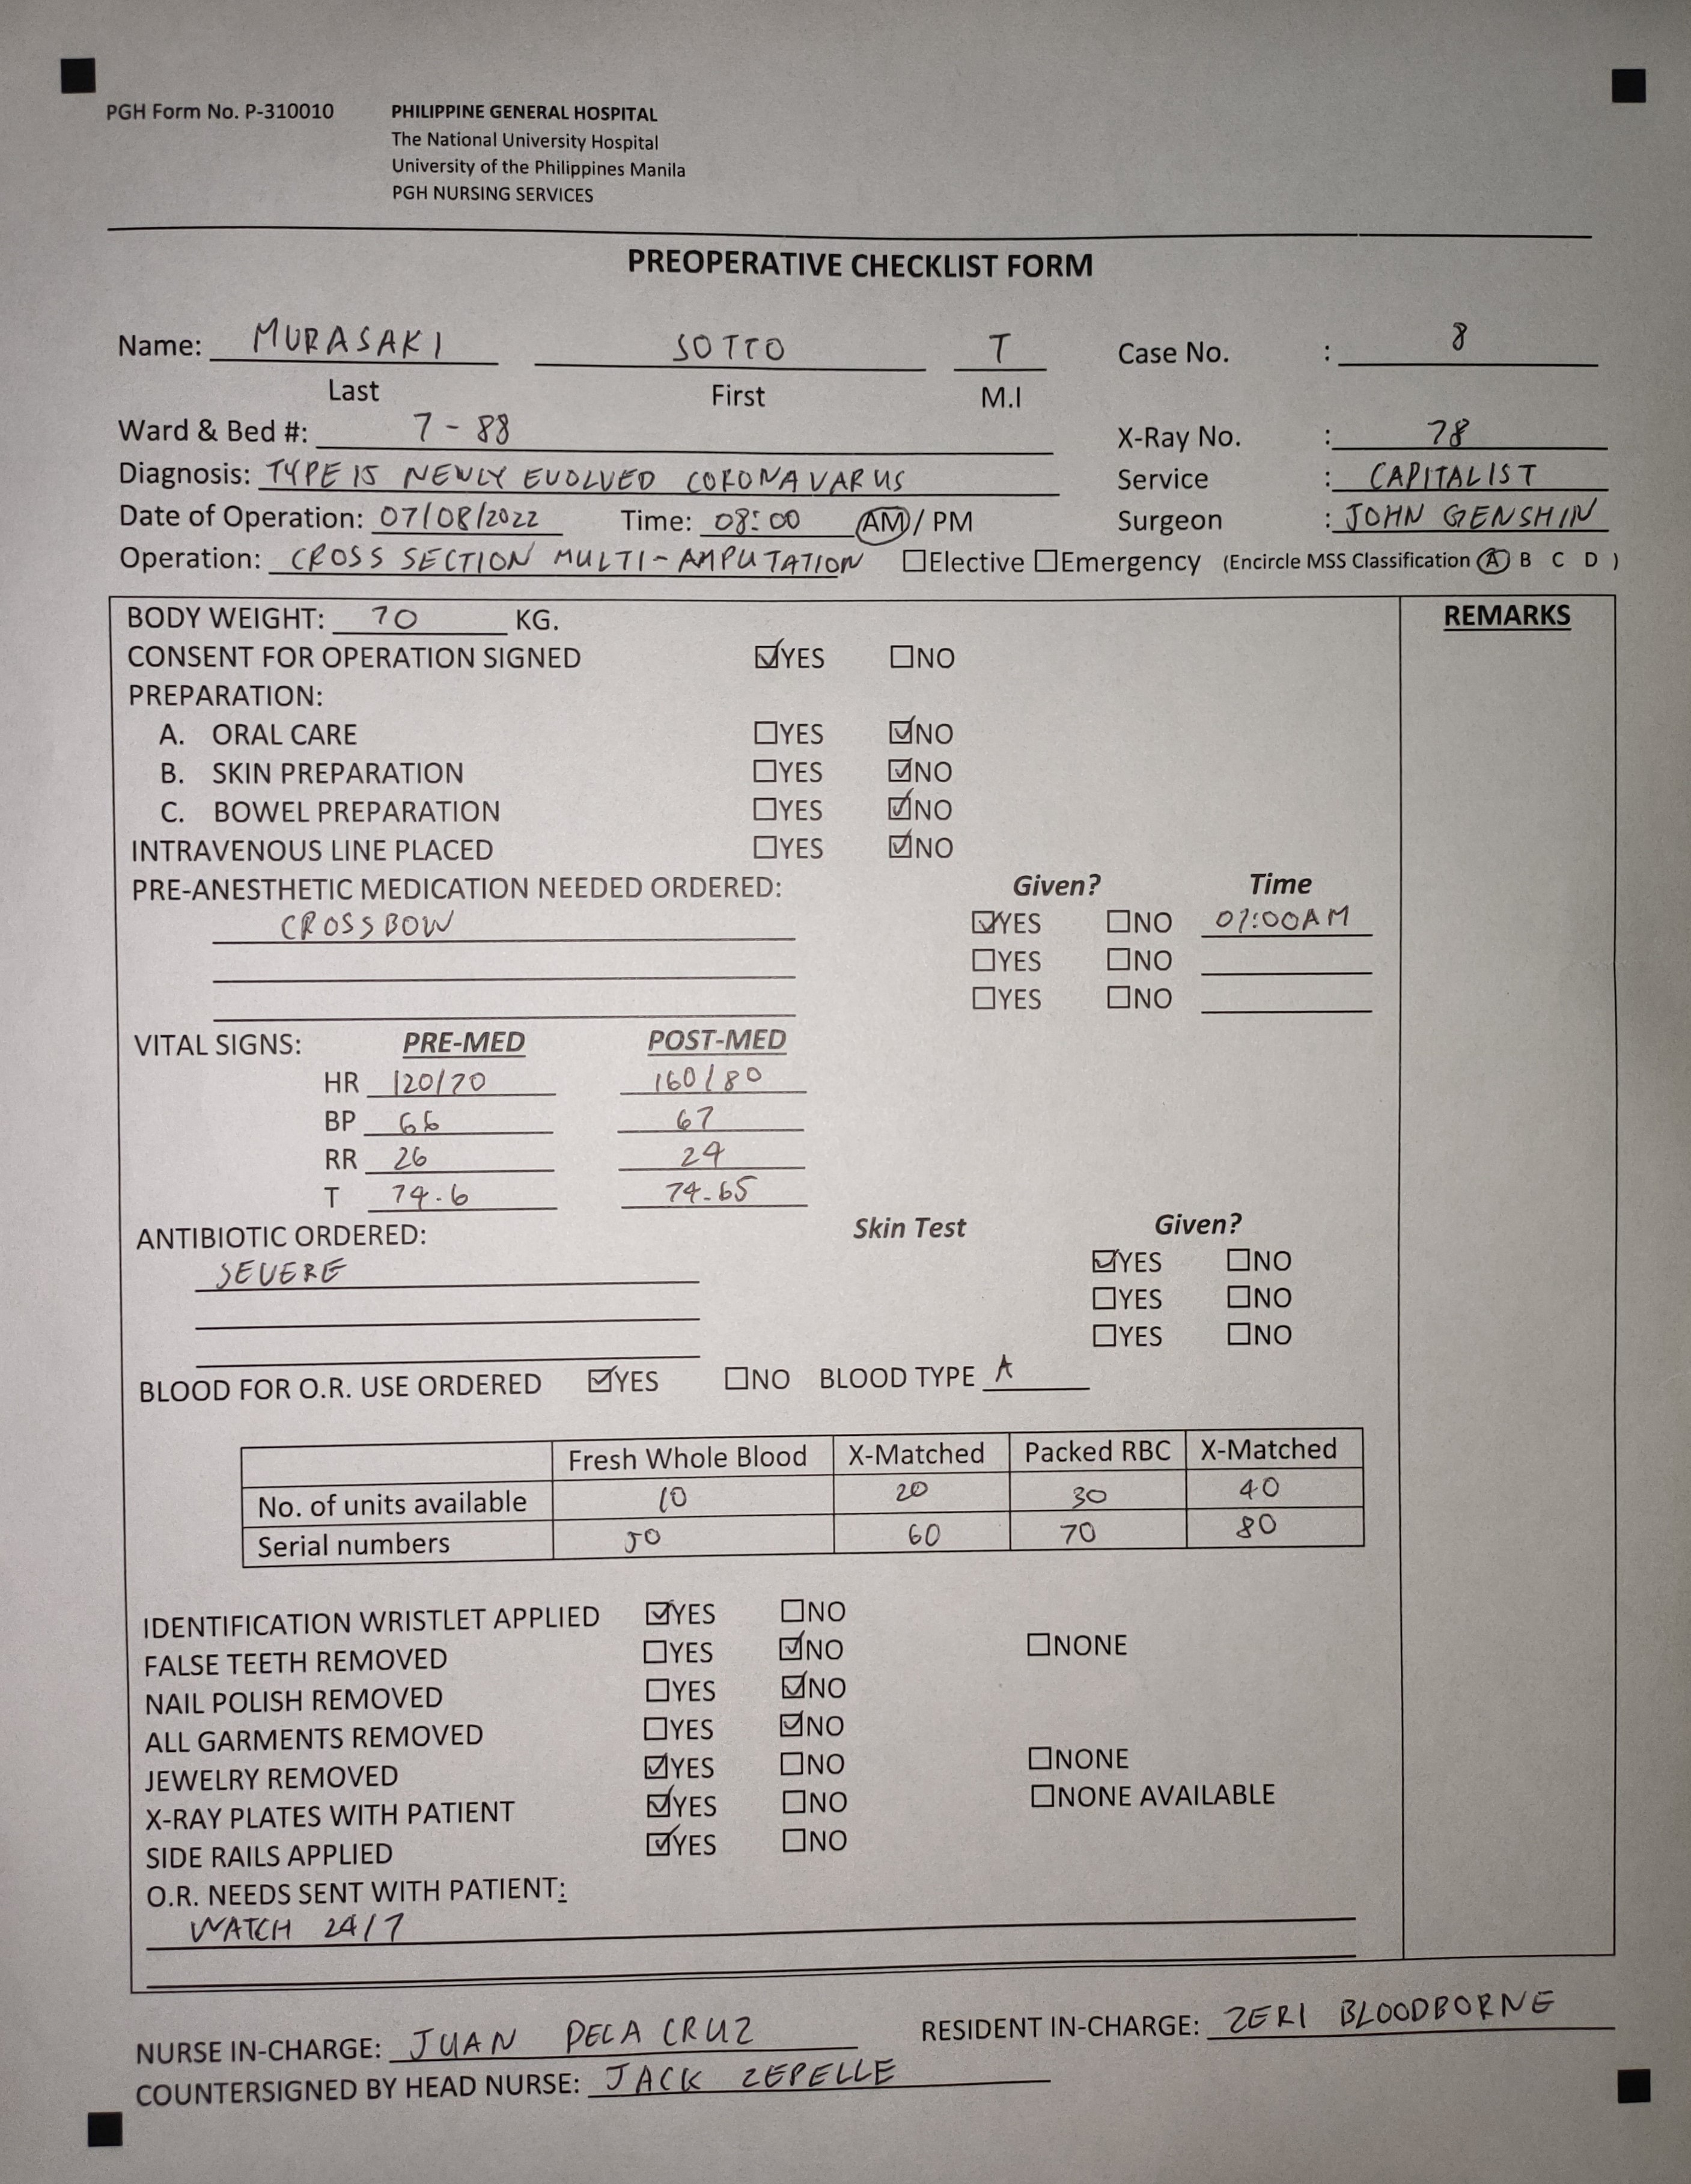 PGH Form No. P-310010 PHILIPPINE GENERAL HOSPITAL
The National University Hospital
University of the Philippines Manila
PGH NURSING SERVICES
PREOPERATIVE CHECKLIST FORM
Name: MURASAKI SOTTO T Case No. : 8
Last First M.I
Ward & Bed #: 7 - 88 X-Ray No. : 78
Diagnosis: TYPE 15 NEWLY EVOLVED CORONAVARUS Service : CAPITALIST
Date of Operation: 07/08/2022 Time: 08:00 AM / PM Surgeon : JOHN GENSHIN
Operation: CROSS SECTION MULTI-AMPUTATION ☐Elective ☐Emergency (Encircle MSS Classification A B C D )
BODY WEIGHT: 70 KG. REMARKS
CONSENT FOR OPERATION SIGNED ☑YES ☐NO
PREPARATION:
A. ORAL CARE ☐YES ☑NO
B. SKIN PREPARATION ☐YES ☑NO
C. BOWEL PREPARATION ☐YES ☑NO
INTRAVENOUS LINE PLACED ☐YES ☑NO
PRE-ANESTHETIC MEDICATION NEEDED ORDERED: Given? Time
CROSSBOW ☑YES ☐NO 07:00AM
☐YES ☐NO
☐YES ☐NO
VITAL SIGNS: PRE-MED POST-MED
HR 120/70 160/80
BP 66 67
RR 26 24
T 74.6 74.65
ANTIBIOTIC ORDERED: Skin Test Given?
SEVERE ☑YES ☐NO
☐YES ☐NO
☐YES ☐NO
BLOOD FOR O.R. USE ORDERED ☑YES ☐NO BLOOD TYPE A
Fresh Whole Blood X-Matched Packed RBC X-Matched
No. of units available 10 20 30 40
Serial numbers 50 60 70 80
IDENTIFICATION WRISTLET APPLIED ☑YES ☐NO
FALSE TEETH REMOVED ☐YES ☑NO ☐NONE
NAIL POLISH REMOVED ☐YES ☑NO
ALL GARMENTS REMOVED ☐YES ☑NO
JEWELRY REMOVED ☑YES ☐NO ☐NONE
X-RAY PLATES WITH PATIENT ☑YES ☐NO ☐NONE AVAILABLE
SIDE RAILS APPLIED ☑YES ☐NO
O.R. NEEDS SENT WITH PATIENT:
WATCH 24/7
NURSE IN-CHARGE: JUAN DELA CRUZ RESIDENT IN-CHARGE: ZERI BLOODBORNE
COUNTERSIGNED BY HEAD NURSE: JACK ZEPELLE